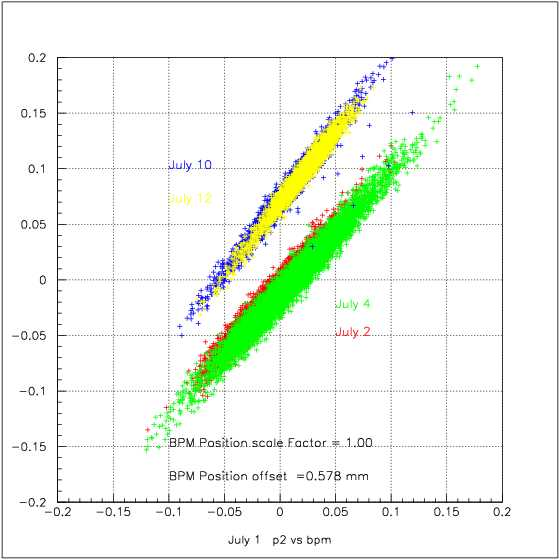 0.2
0.15
0.1
0.05
0
−0.05
−0.1
−0.15
−0.2
July 10
July 12
July 4
July 2
BPM Position scale Factor = 1.00
BPM Position offset =0.578 mm
−0.2 −0.15 −0.1 −0.05 0 0.05 0.1 0.15 0.2
July 1 p2 vs bpm